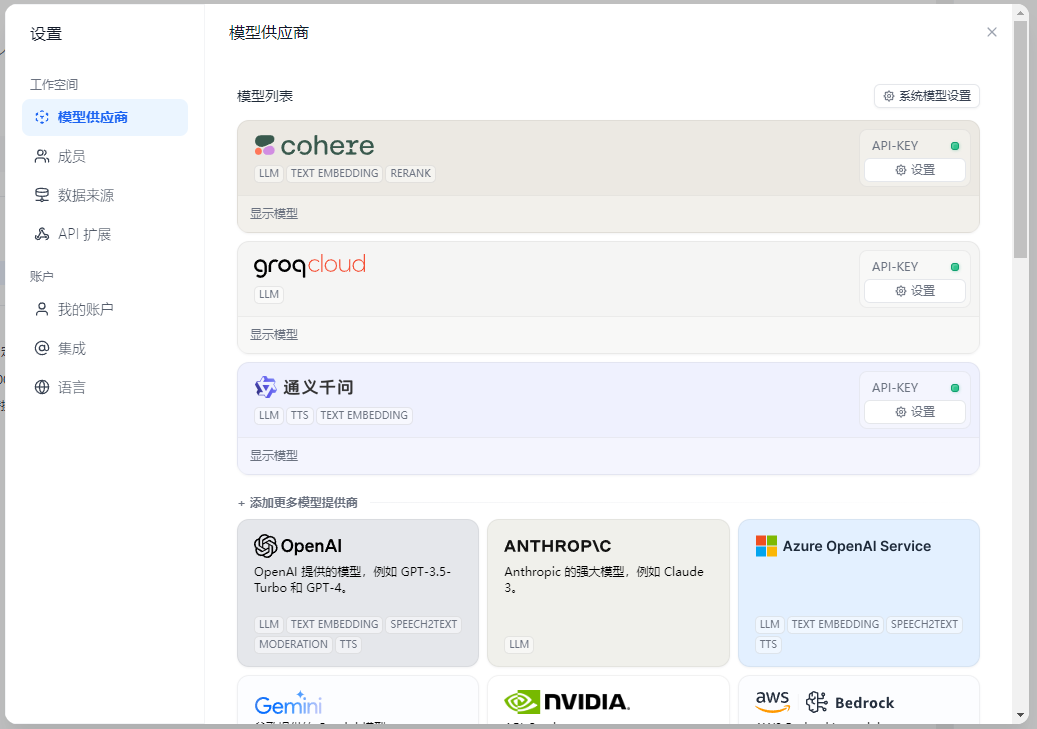 设置
模型供应商
工作空间
模型供应商
成员
数据来源
API 扩展
账户
我的账户
集成
语言
模型列表
系统模型设置
cohere
API-KEY
LLM TEXT EMBEDDING RERANK
设置
显示模型
groqcloud
API-KEY
LLM
设置
显示模型
通义千问
API-KEY
LLM TTS TEXT EMBEDDING
设置
显示模型
+ 添加更多模型提供商
OpenAI
OpenAI 提供的模型，例如 GPT-3.5-
Turbo 和 GPT-4。
LLM TEXT EMBEDDING SPEECH2TEXT
MODERATION TTS
ANTHROP\C
Anthropic 的强大模型，例如 Claude
3。
LLM
Azure OpenAI Service
LLM TEXT EMBEDDING SPEECH2TEXT
TTS
Gemini
NVIDIA.
aws Bedrock